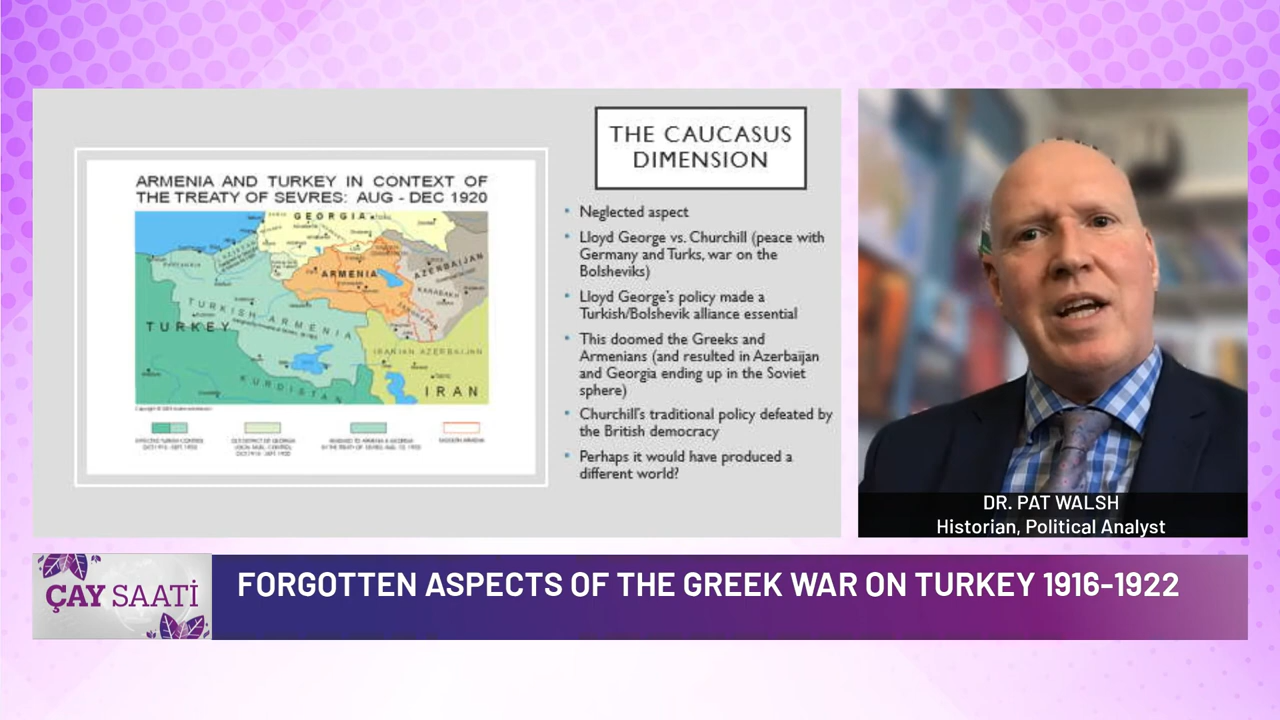 THE CAUCASUS
DIMENSION
ARMENIA AND TURKEY IN CONTEXT OF
THE TREATY OF SEVRES: AUG - DEC 1920
GEORGIA
ARMENIA
AZERBAIJAN
KARABAKH
TURKISH ARMENIA
TURKEY
IRANIAN AZERBAIJAN
KURDISTAN
IRAN
• Neglected aspect
• Lloyd George vs. Churchill (peace with
Germany and Turks, war on the
Bolsheviks)
• Lloyd George's policy made a
Turkish/Bolshevik alliance essential
• This doomed the Greeks and
Armenians (and resulted in Azerbaijan
and Georgia ending up in the Soviet
sphere)
• Churchill's traditional policy defeated by
the British democracy
• Perhaps it would have produced a
different world?
DR. PAT WALSH
Historian, Political Analyst
ÇAY SAATİ
FORGOTTEN ASPECTS OF THE GREEK WAR ON TURKEY 1916-1922